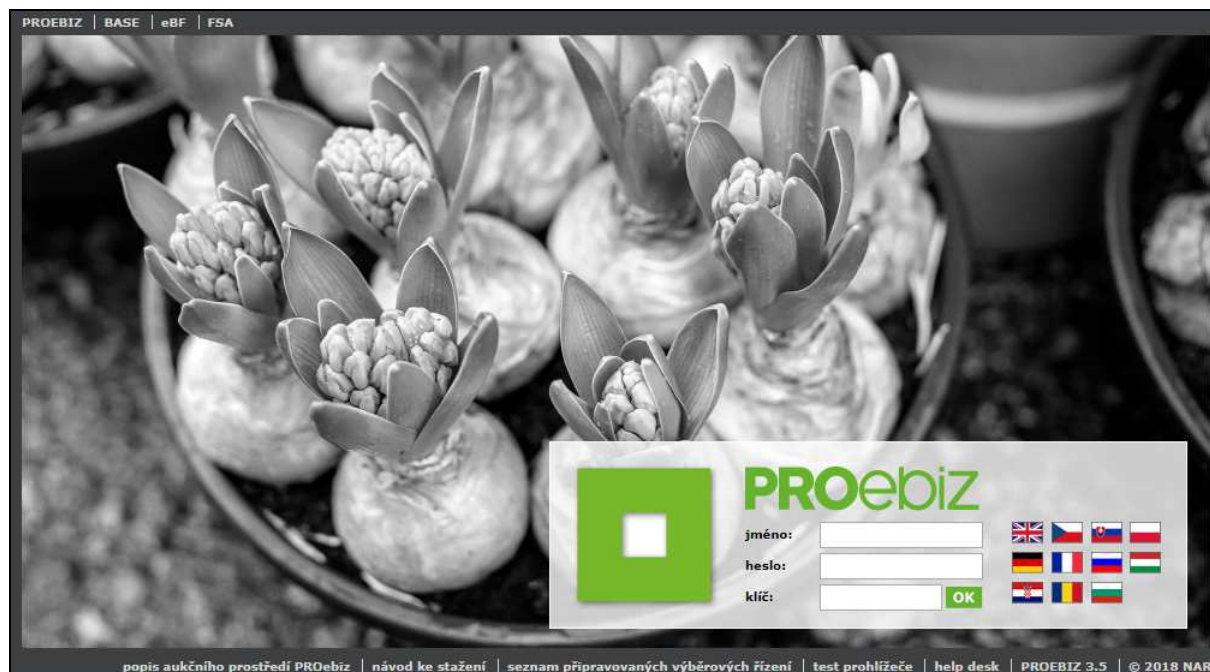 PROEBIZ | BASE | eBF | FSA
PROebiz
jméno:
heslo:
klíč: OK
popis aukčního prostředí PROebiz | návod ke stažení | seznam připravovaných výběrových řízení | test prohlížeče | help desk | PROEBIZ 3.5 | © 2018 NAR